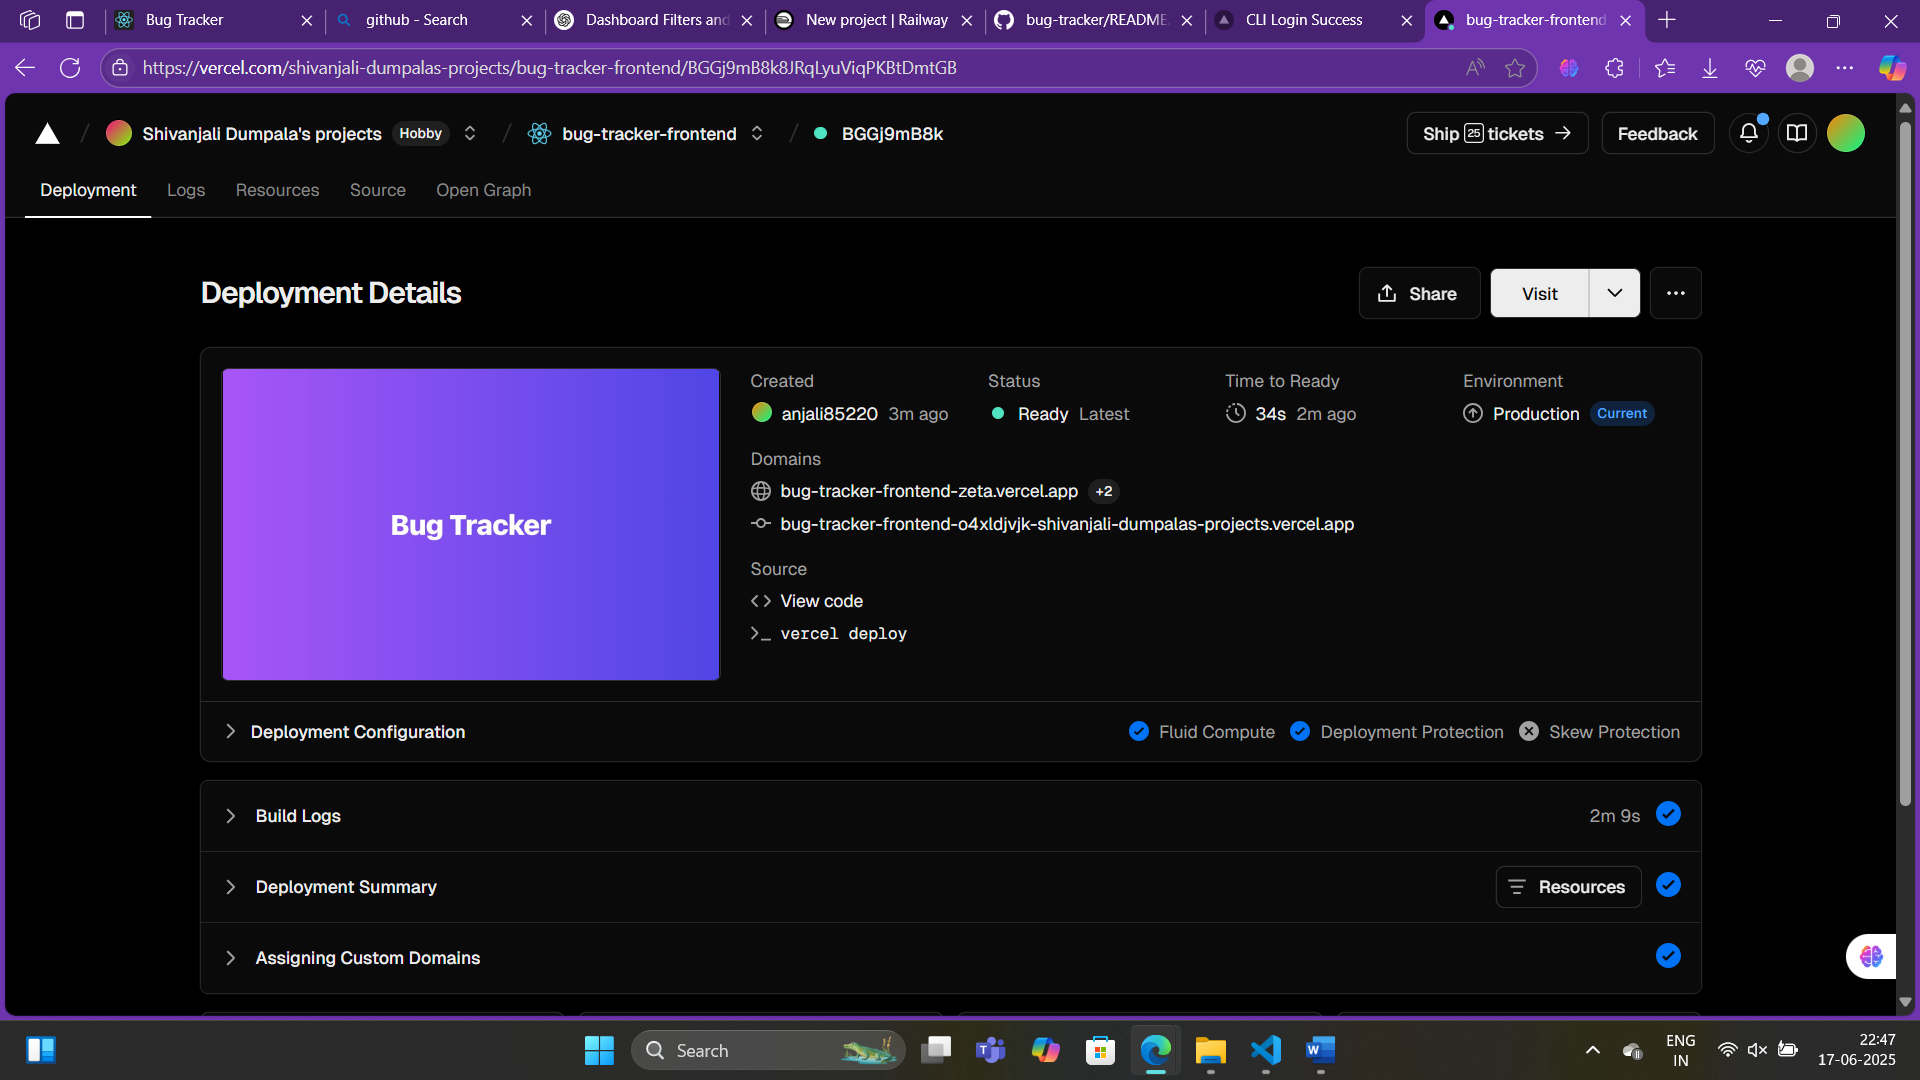 Bug Tracker
github - Search
Dashboard Filters and
New project | Railway
bug-tracker/README.
CLI Login Success
bug-tracker-frontend
https://vercel.com/shivanjali-dumpalas-projects/bug-tracker-frontend/BGGj9mB8k8JRqLyuViqPKBtDmtGB
Shivanjali Dumpala's projects Hobby
bug-tracker-frontend
BGGj9mB8k
Ship 25 tickets →
Feedback
Deployment Logs Resources Source Open Graph
Deployment Details
Share
Visit
Bug Tracker
Created
anjali85220 3m ago
Status
Ready Latest
Time to Ready
34s 2m ago
Environment
Production Current
Domains
bug-tracker-frontend-zeta.vercel.app +2
bug-tracker-frontend-o4xldjvjk-shivanjali-dumpalas-projects.vercel.app
Source
View code
vercel deploy
Deployment Configuration
Fluid Compute Deployment Protection Skew Protection
Build Logs 2m 9s
Deployment Summary Resources
Assigning Custom Domains
Search
ENG
IN
22:47
17-06-2025